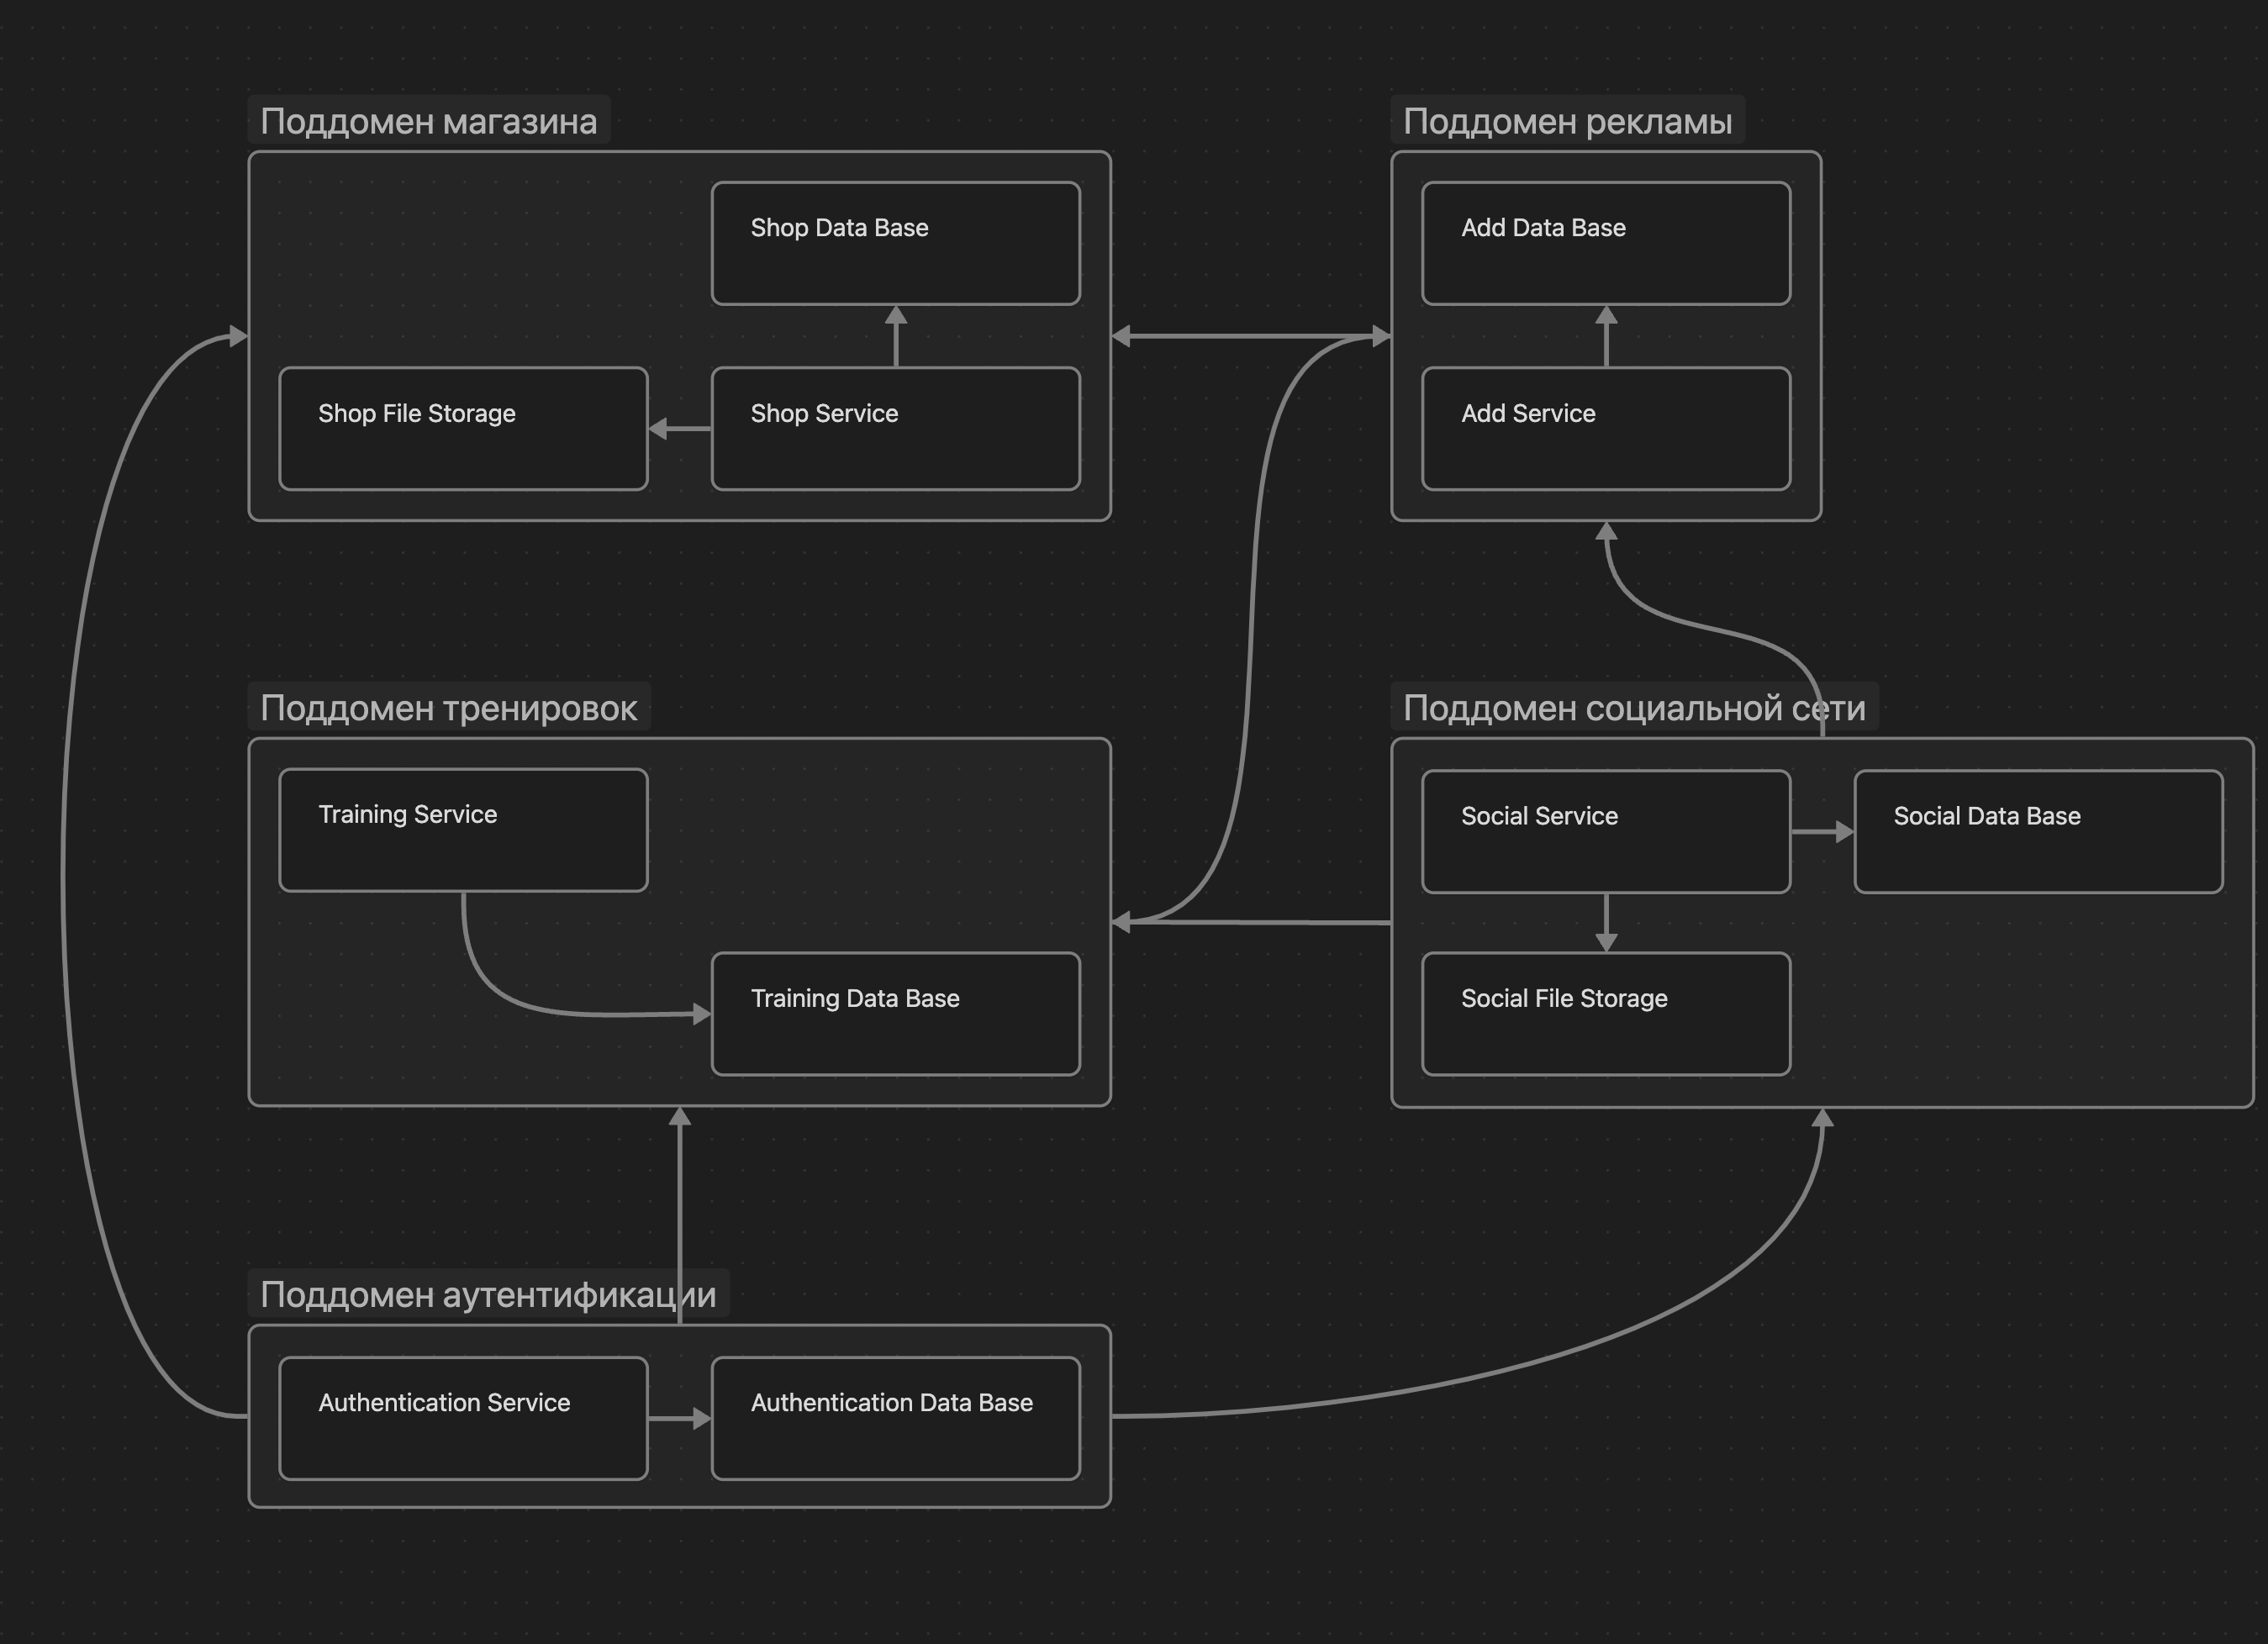 Поддомен магазина
Shop Data Base
Shop File Storage
Shop Service
Поддомен рекламы
Add Data Base
Add Service
Поддомен тренировок
Training Service
Training Data Base
Поддомен социальной сети
Social Service
Social Data Base
Social File Storage
Поддомен аутентификации
Authentication Service
Authentication Data Base